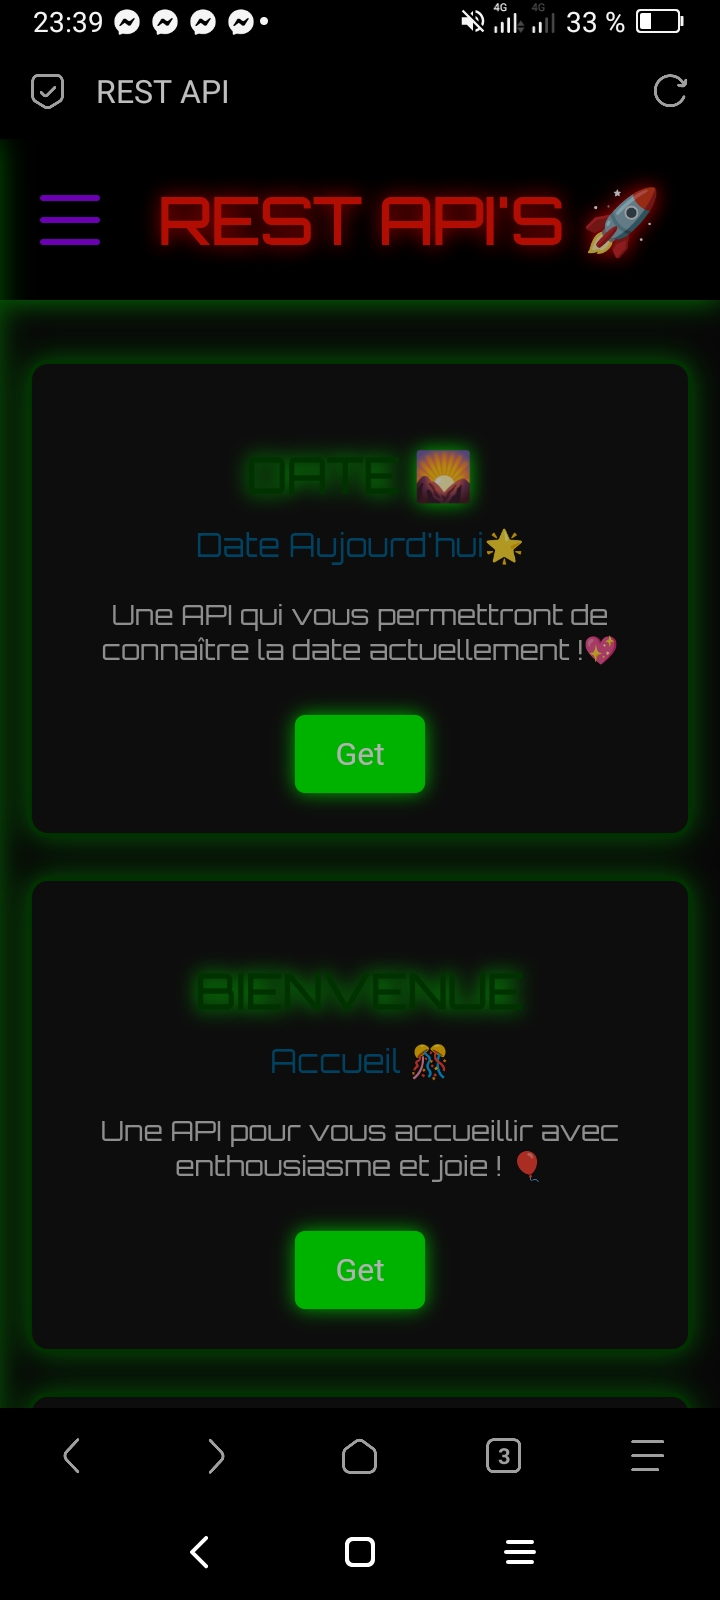 23:39 4G 4G 33 %
REST API
REST API'S 🚀
DATE 🌄
Date Aujourd'hui🌟
Une API qui vous permettront de
connaître la date actuellement !💖
Get
BIENVENUE
Accueil 🎊
Une API pour vous accueillir avec
enthousiasme et joie ! 🎈
Get
3